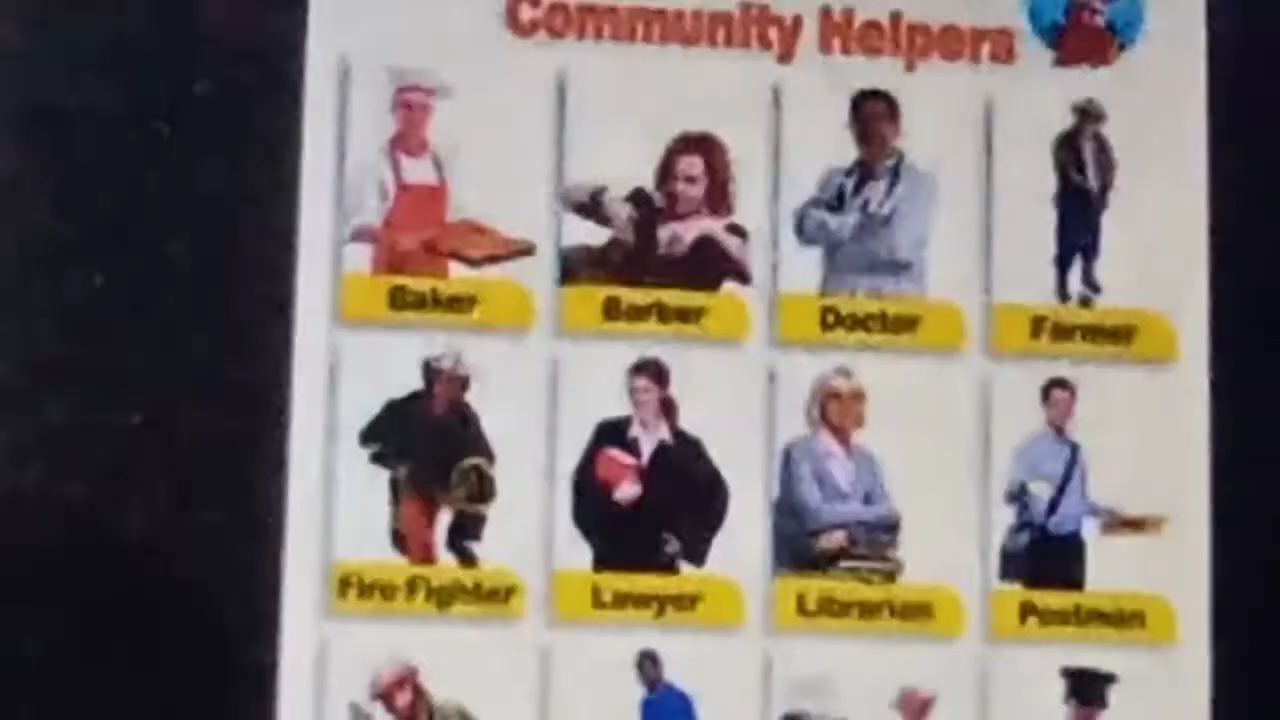 Community Helpers
Baker
Barber
Doctor
Farmer
Fire Fighter
Lawyer
Librarian
Postman